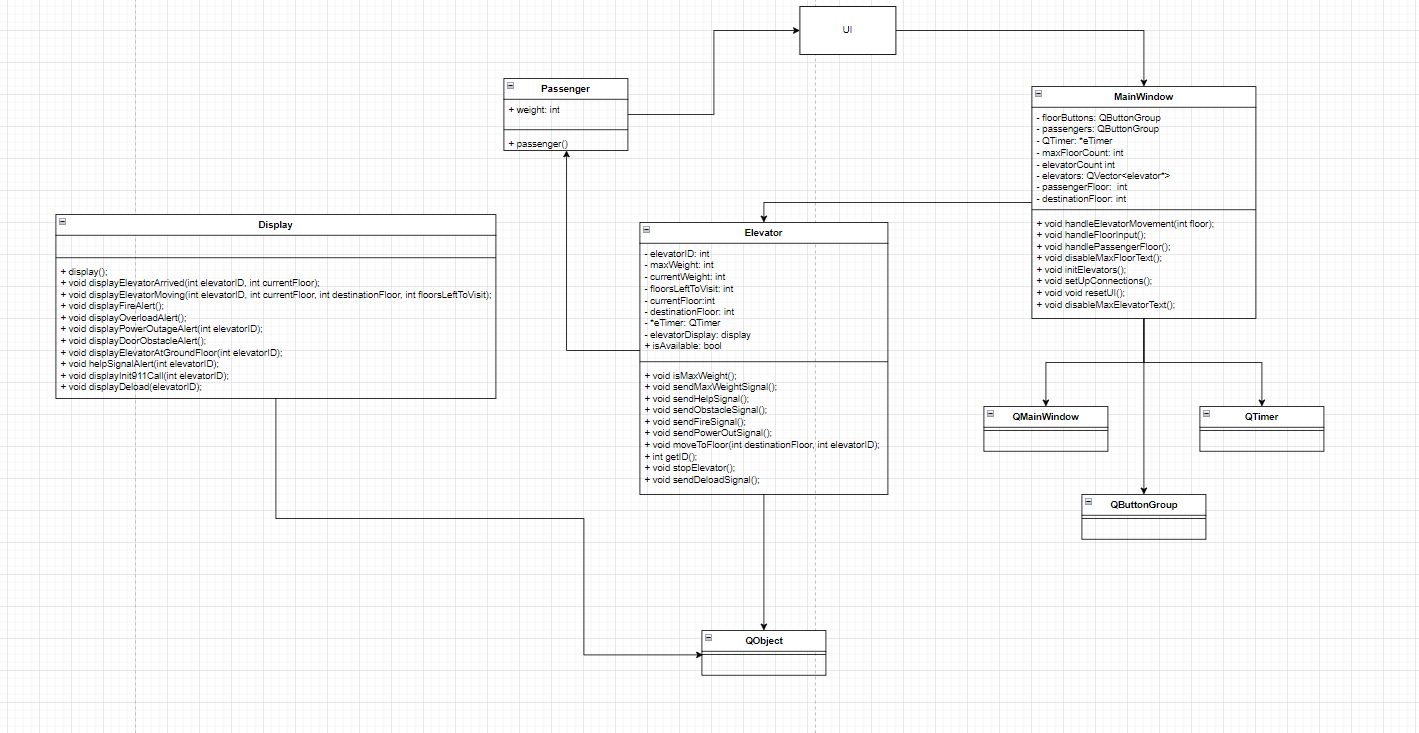 UI
Passenger
+ weight: int
+ passenger()
MainWindow
- floorButtons: QButtonGroup
- passengers: QButtonGroup
- QTimer: *eTimer
- maxFloorCount: int
- elevatorCount int
- elevators: QVector<elevator*>
- passengerFloor:  int
- destinationFloor: int
+ void handleElevatorMovement(int floor);
+ void handleFloorInput();
+ void handlePassengerFloor();
+ void disableMaxFloorText();
+ void initElevators();
+ void setUpConnections();
+ void void resetUI();
+ void disableMaxElevatorText();
Display
+ display();
+ void displayElevatorArrived(int elevatorID, int currentFloor);
+ void displayElevatorMoving(int elevatorID, int currentFloor, int destinationFloor, int floorsLeftToVisit);
+ void displayFireAlert();
+ void displayOverloadAlert();
+ void displayPowerOutageAlert(int elevatorID);
+ void displayDoorObstacleAlert();
+ void displayElevatorAtGroundFloor(int elevatorID);
+ void helpSignalAlert(int elevatorID);
+ void displayInit911Call(int elevatorID);
+ void displayDeload(elevatorID);
Elevator
- elevatorID: int
- maxWeight: int
- currentWeight: int
- floorsLeftToVisit: int
- currentFloor:int
- destinationFloor: int
- *eTimer: QTimer
- elevatorDisplay: display
+ isAvailable: bool
+ void isMaxWeight();
+ void sendMaxWeightSignal();
+ void sendHelpSignal();
+ void sendObstacleSignal();
+ void sendFireSignal();
+ void sendPowerOutSignal();
+ void moveToFloor(int destinationFloor, int elevatorID);
+ int getID();
+ void stopElevator();
+ void sendDeloadSignal();
QMainWindow
QTimer
QButtonGroup
QObject